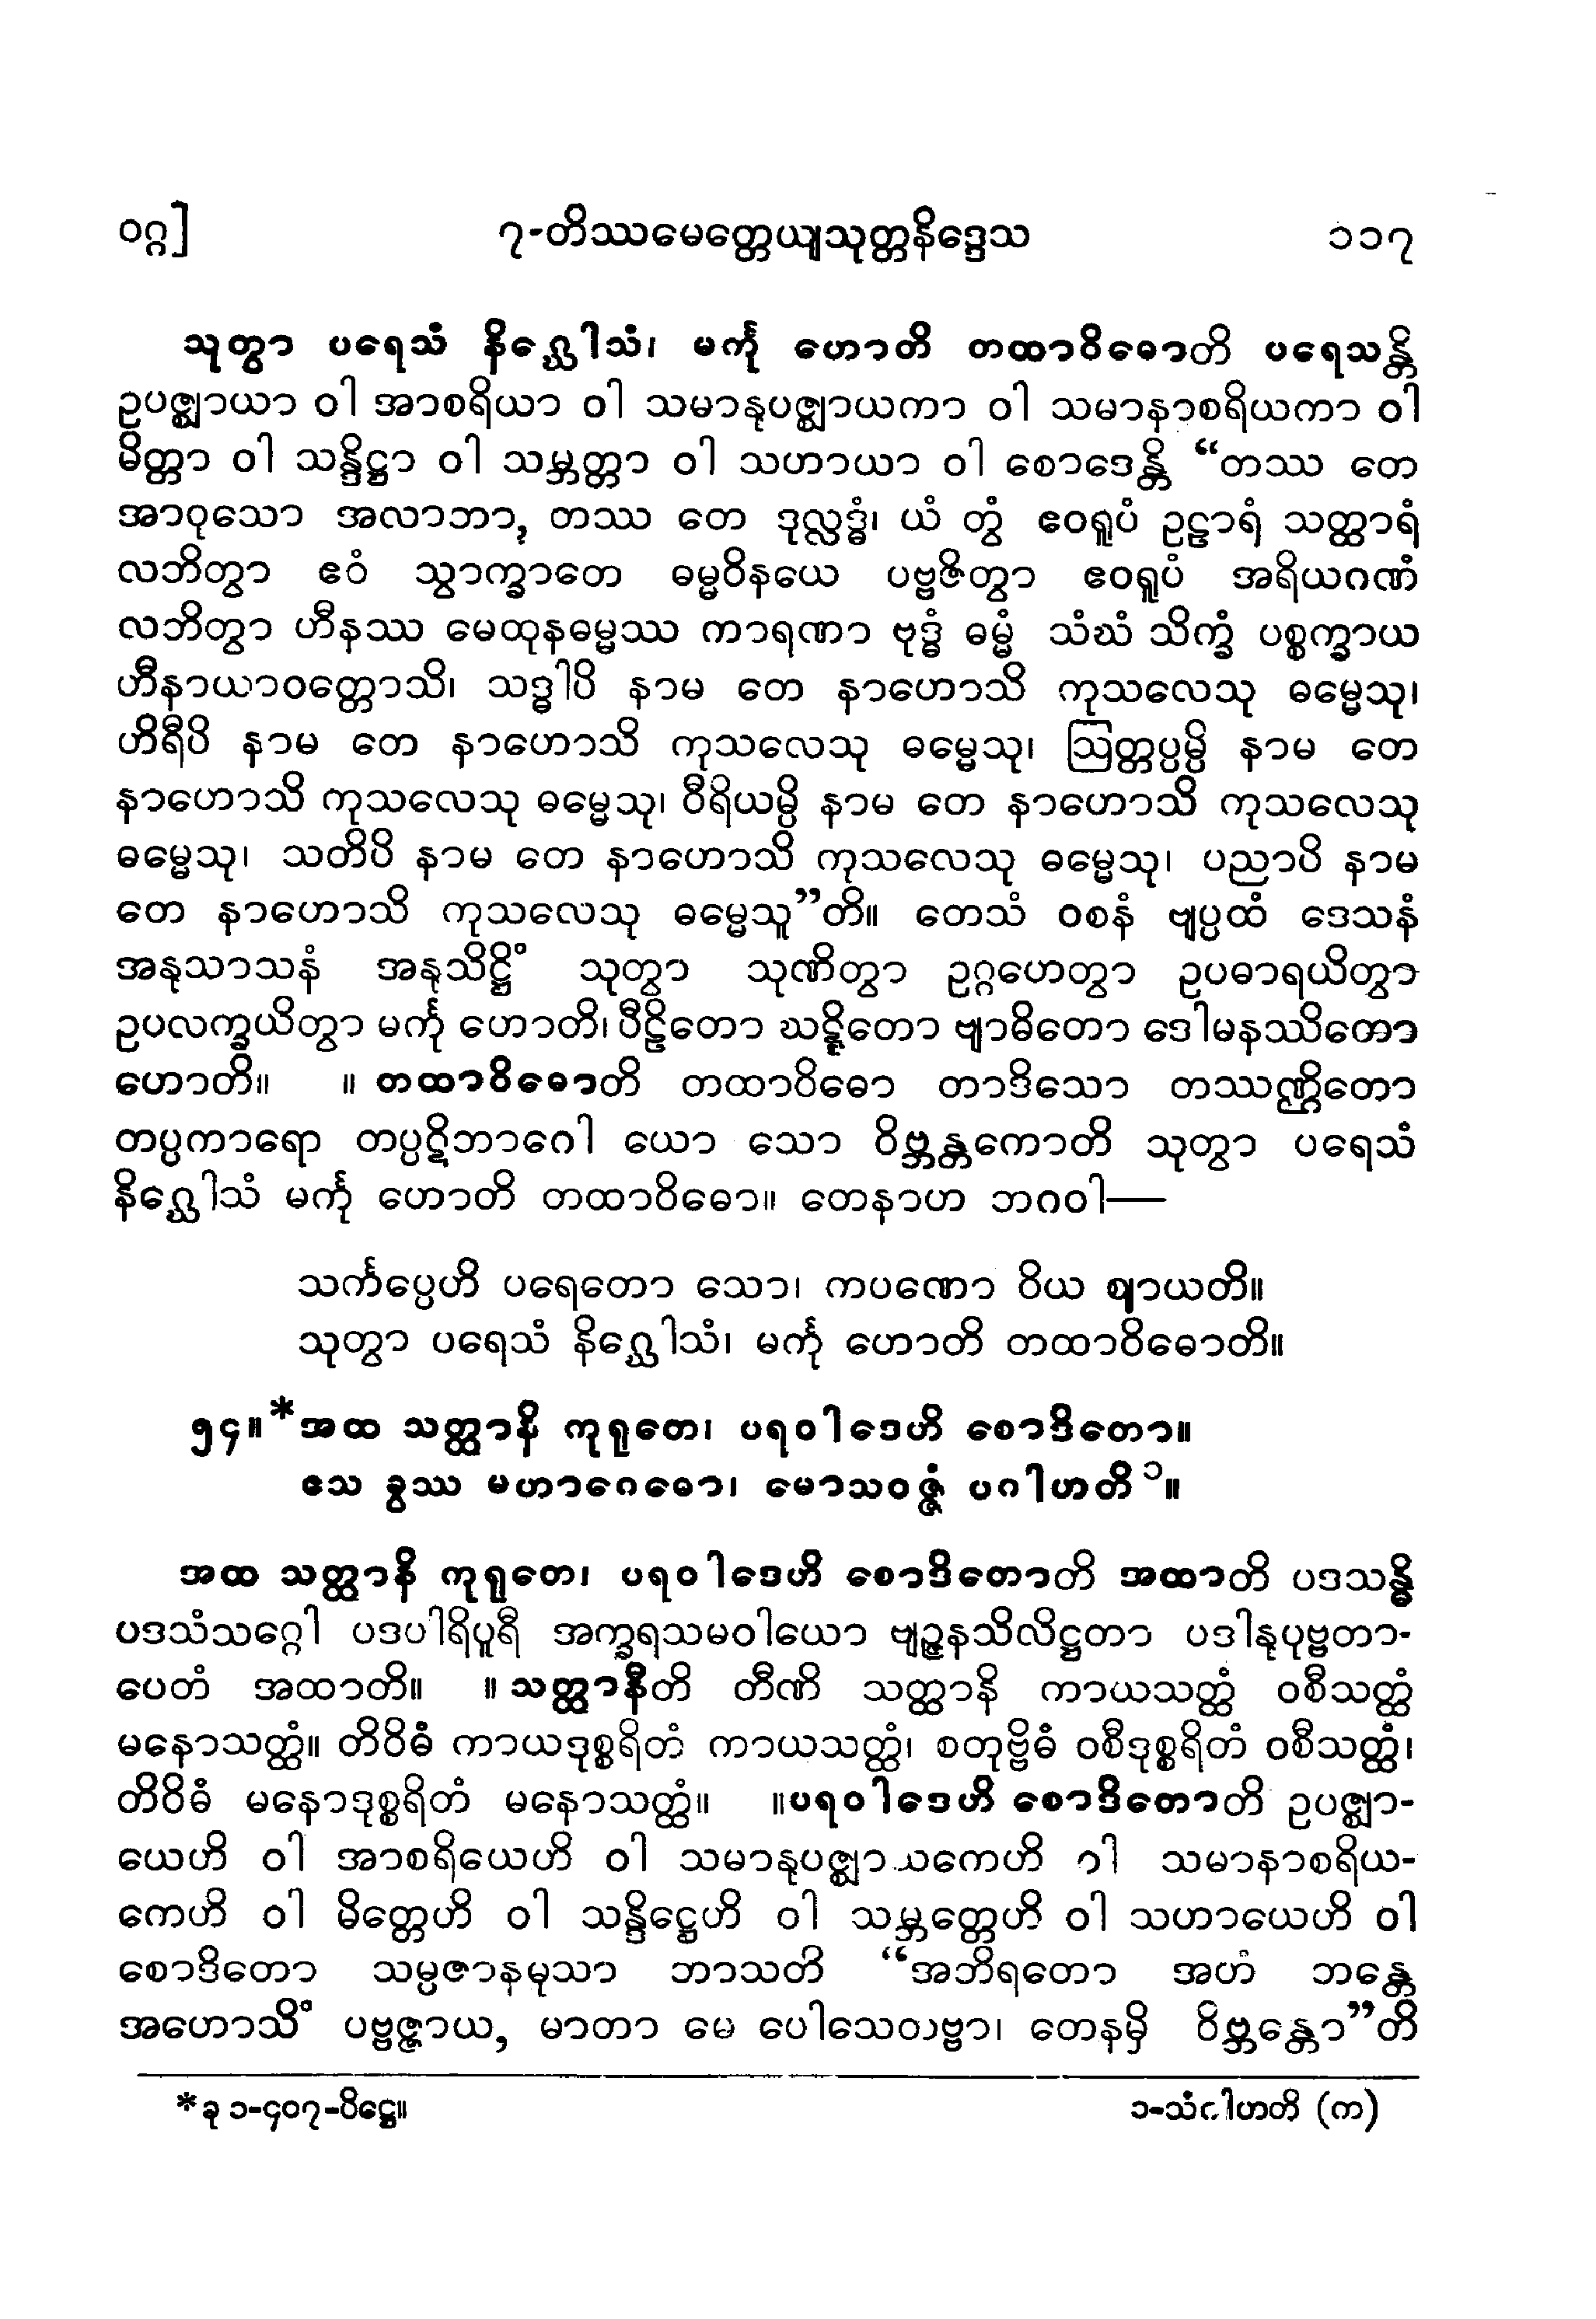 ဝဂ္ဂ]
၇-တိဿမေတ္တေယျသုတ္တနိဒ္ဒေသ
၁၁၇
သုတွာ ပရေသံ နိဂ္ဃေါသံ၊ မင်္ကု ဟောတိ တထာဝိဓောတိ ပရေသန္တိ
ဥပဇ္ဈာယာ ဝါ အာစရိယာ ဝါ သမာနုပဇ္ဈာယကာ ဝါ သမာနာစရိယကာ ဝါ
မိတ္တာ ဝါ သန္ဒိဋ္ဌာ ဝါ သမ္ဘတ္တာ ဝါ သဟာယာ ဝါ စောဒေန္တိ “တဿ တေ
အာဝုသော အလာဘာ, တဿ တေ ဒုလ္လဒ္ဓံ၊ ယံ တွံ ဧဝရူပံ ဥဠာရံ သတ္ထာရံ
လဘိတွာ ဧဝံ သွာက္ခာတေ ဓမ္မဝိနယေ ပဗ္ဗဇိတွာ ဧဝရူပံ အရိယဂဏံ
လဘိတွာ ဟီနဿ မေထုနဓမ္မဿ ကာရဏာ ဗုဒ္ဓံ ဓမ္မံ သံဃံ သိက္ခံ ပစ္စက္ခာယ
ဟီနာယာဝတ္တောသိ၊ သဒ္ဓါပိ နာမ တေ နာဟောသိ ကုသလေသု ဓမ္မေသု၊
ဟိရီပိ နာမ တေ နာဟောသိ ကုသလေသု ဓမ္မေသု၊ ဩတ္တပ္ပမ္ပိ နာမ တေ
နာဟောသိ ကုသလေသု ဓမ္မေသု၊ ဝီရိယမ္ပိ နာမ တေ နာဟောသိ ကုသလေသု
ဓမ္မေသု၊ သတိပိ နာမ တေ နာဟောသိ ကုသလေသု ဓမ္မေသု၊ ပညာပိ နာမ
တေ နာဟောသိ ကုသလေသု ဓမ္မေသူ”တိ။ တေသံ ဝစနံ ဗျပ္ပထံ ဒေသနံ
အနုသာသနံ အနုသိဋ္ဌိံ သုတွာ သုဏိတွာ ဥဂ္ဂဟေတွာ ဥပဓာရယိတွာ
ဥပလက္ခယိတွာ မင်္ကု ဟောတိ၊ ပီဠိတော ဃဋ္ဋိတော ဗျာဓိတော ဒေါမနဿိတော
ဟောတိ။ ။ တထာဝိဓောတိ တထာဝိဓော တာဒိသော တဿဏ္ဌိတော
တပ္ပကာရော တပ္ပဋိဘာဂေါ ယော သော ဝိဗ္ဘန္တကောတိ သုတွာ ပရေသံ
နိဂ္ဃေါသံ မင်္ကု ဟောတိ တထာဝိဓော။ တေနာဟ ဘဂဝါ—
သင်္ကပ္ပေဟိ ပရေတော သော၊ ကပဏော ဝိယ ဈာယတိ။
သုတွာ ပရေသံ နိဂ္ဃေါသံ၊ မင်္ကု ဟောတိ တထာဝိဓောတိ။
၅၄။*အထ သတ္ထာနိ ကုရုတေ၊ ပရဝါဒေဟိ စောဒိတော။
ဧသ ခွဿ မဟာဂေဓော၊ မောသဝဇ္ဇံ ပဂါဟတိ၁။
အထ သတ္ထာနိ ကုရုတေ၊ ပရဝါဒေဟိ စောဒိတောတိ အထာတိ ပဒသန္ဓိ
ပဒသံသဂ္ဂေါ ပဒပါရိပူရီ အက္ခရသမဝါယော ဗျဉ္ဇနသိလိဋ္ဌတာ ပဒါနုပုဗ္ဗတာ-
ပေတံ အထာတိ။ ။ သတ္ထာနီတိ တီဏိ သတ္ထာနိ ကာယသတ္ထံ ဝစီသတ္ထံ
မနောသတ္ထံ။ တိဝိဓံ ကာယဒုစ္စရိတံ ကာယသတ္ထံ၊ စတုဗ္ဗိဓံ ဝစီဒုစ္စရိတံ ဝစီသတ္ထံ၊
တိဝိဓံ မနောဒုစ္စရိတံ မနောသတ္ထံ။ ။ပရဝါဒေဟိ စောဒိတောတိ ဥပဇ္ဈာ-
ယေဟိ ဝါ အာစရိယေဟိ ဝါ သမာနုပဇ္ဈာယကေဟိ ဝါ သမာနာစရိယ-
ကေဟိ ဝါ မိတ္တေဟိ ဝါ သန္ဒိဋ္ဌေဟိ ဝါ သမ္ဘတ္တေဟိ ဝါ သဟာယေဟိ ဝါ
စောဒိတော သမ္ပဇာနမုသာ ဘာသတိ “အဘိရတော အဟံ ဘန္တေ
အဟောသိံ ပဗ္ဗဇ္ဇာယ, မာတာ မေ ပေါသေတဗ္ဗာ၊ တေနမှိ ဝိဗ္ဘန္တော”တိ
*ခု ၁-၄၀၇-ပိဋ္ဌေ။
၁-သံဂါဟတိ (က)